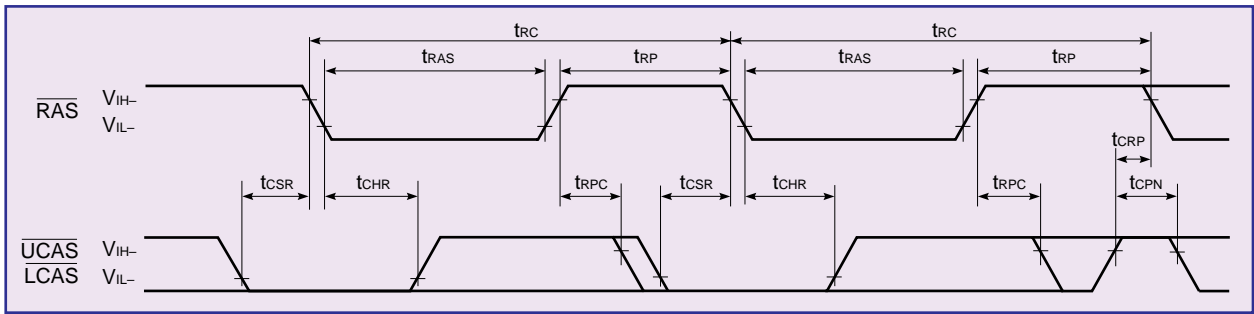 tRC tRC
tRAS tRP tRAS tRP
RAS VIH–
VIL–
tCRP
tCSR tCHR tRPC tCSR tCHR tRPC tCPN
UCAS VIH–
LCAS VIL–